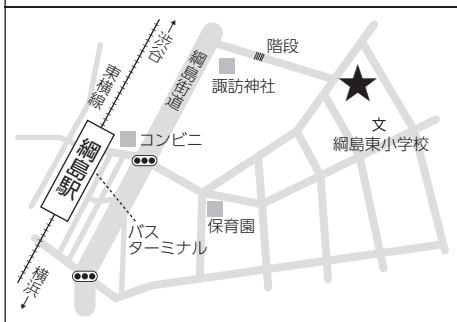 ←渋谷
階段
綱島街道
諏訪神社
東横線
文
綱島東小学校
コンビニ
綱島駅
保育園
バス
ターミナル
横浜→